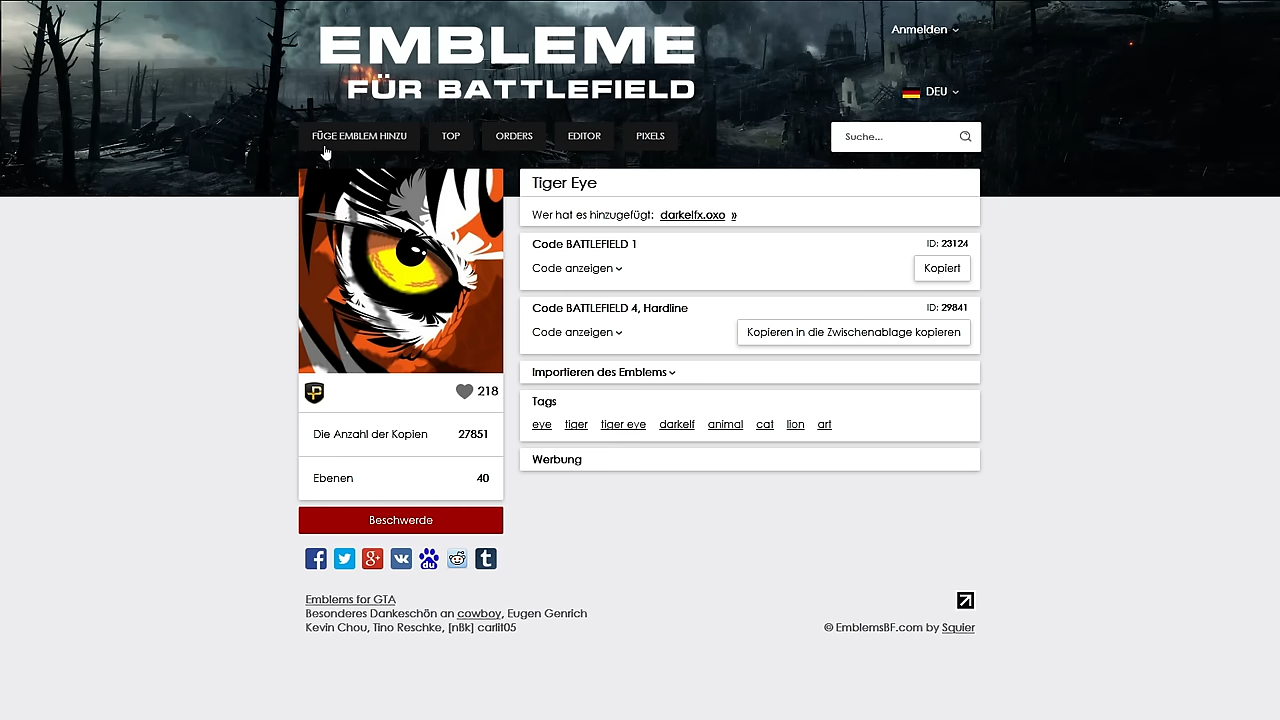 EMBLEME
FÜR BATTLEFIELD
Anmelden
DEU
FÜGE EMBLEM HINZU
TOP
ORDERS
EDITOR
PIXELS
Suche...
Tiger Eye
Wer hat es hinzugefügt: darkelfx.oxo »
Code BATTLEFIELD 1
ID: 23124
Code anzeigen
Kopiert
Code BATTLEFIELD 4, Hardline
ID: 29841
Code anzeigen
Kopieren in die Zwischenablage kopieren
Importieren des Emblems
Tags
eye tiger tiger eye darkelf animal cat lion art
Werbung
P
218
Die Anzahl der Kopien 27851
Ebenen 40
Beschwerde
f
g+
du
t
Emblems for GTA
Besonderes Dankeschön an cowboy, Eugen Genrich
Kevin Chou, Tino Reschke, [nBk] carlit05
© EmblemsBF.com by Squier